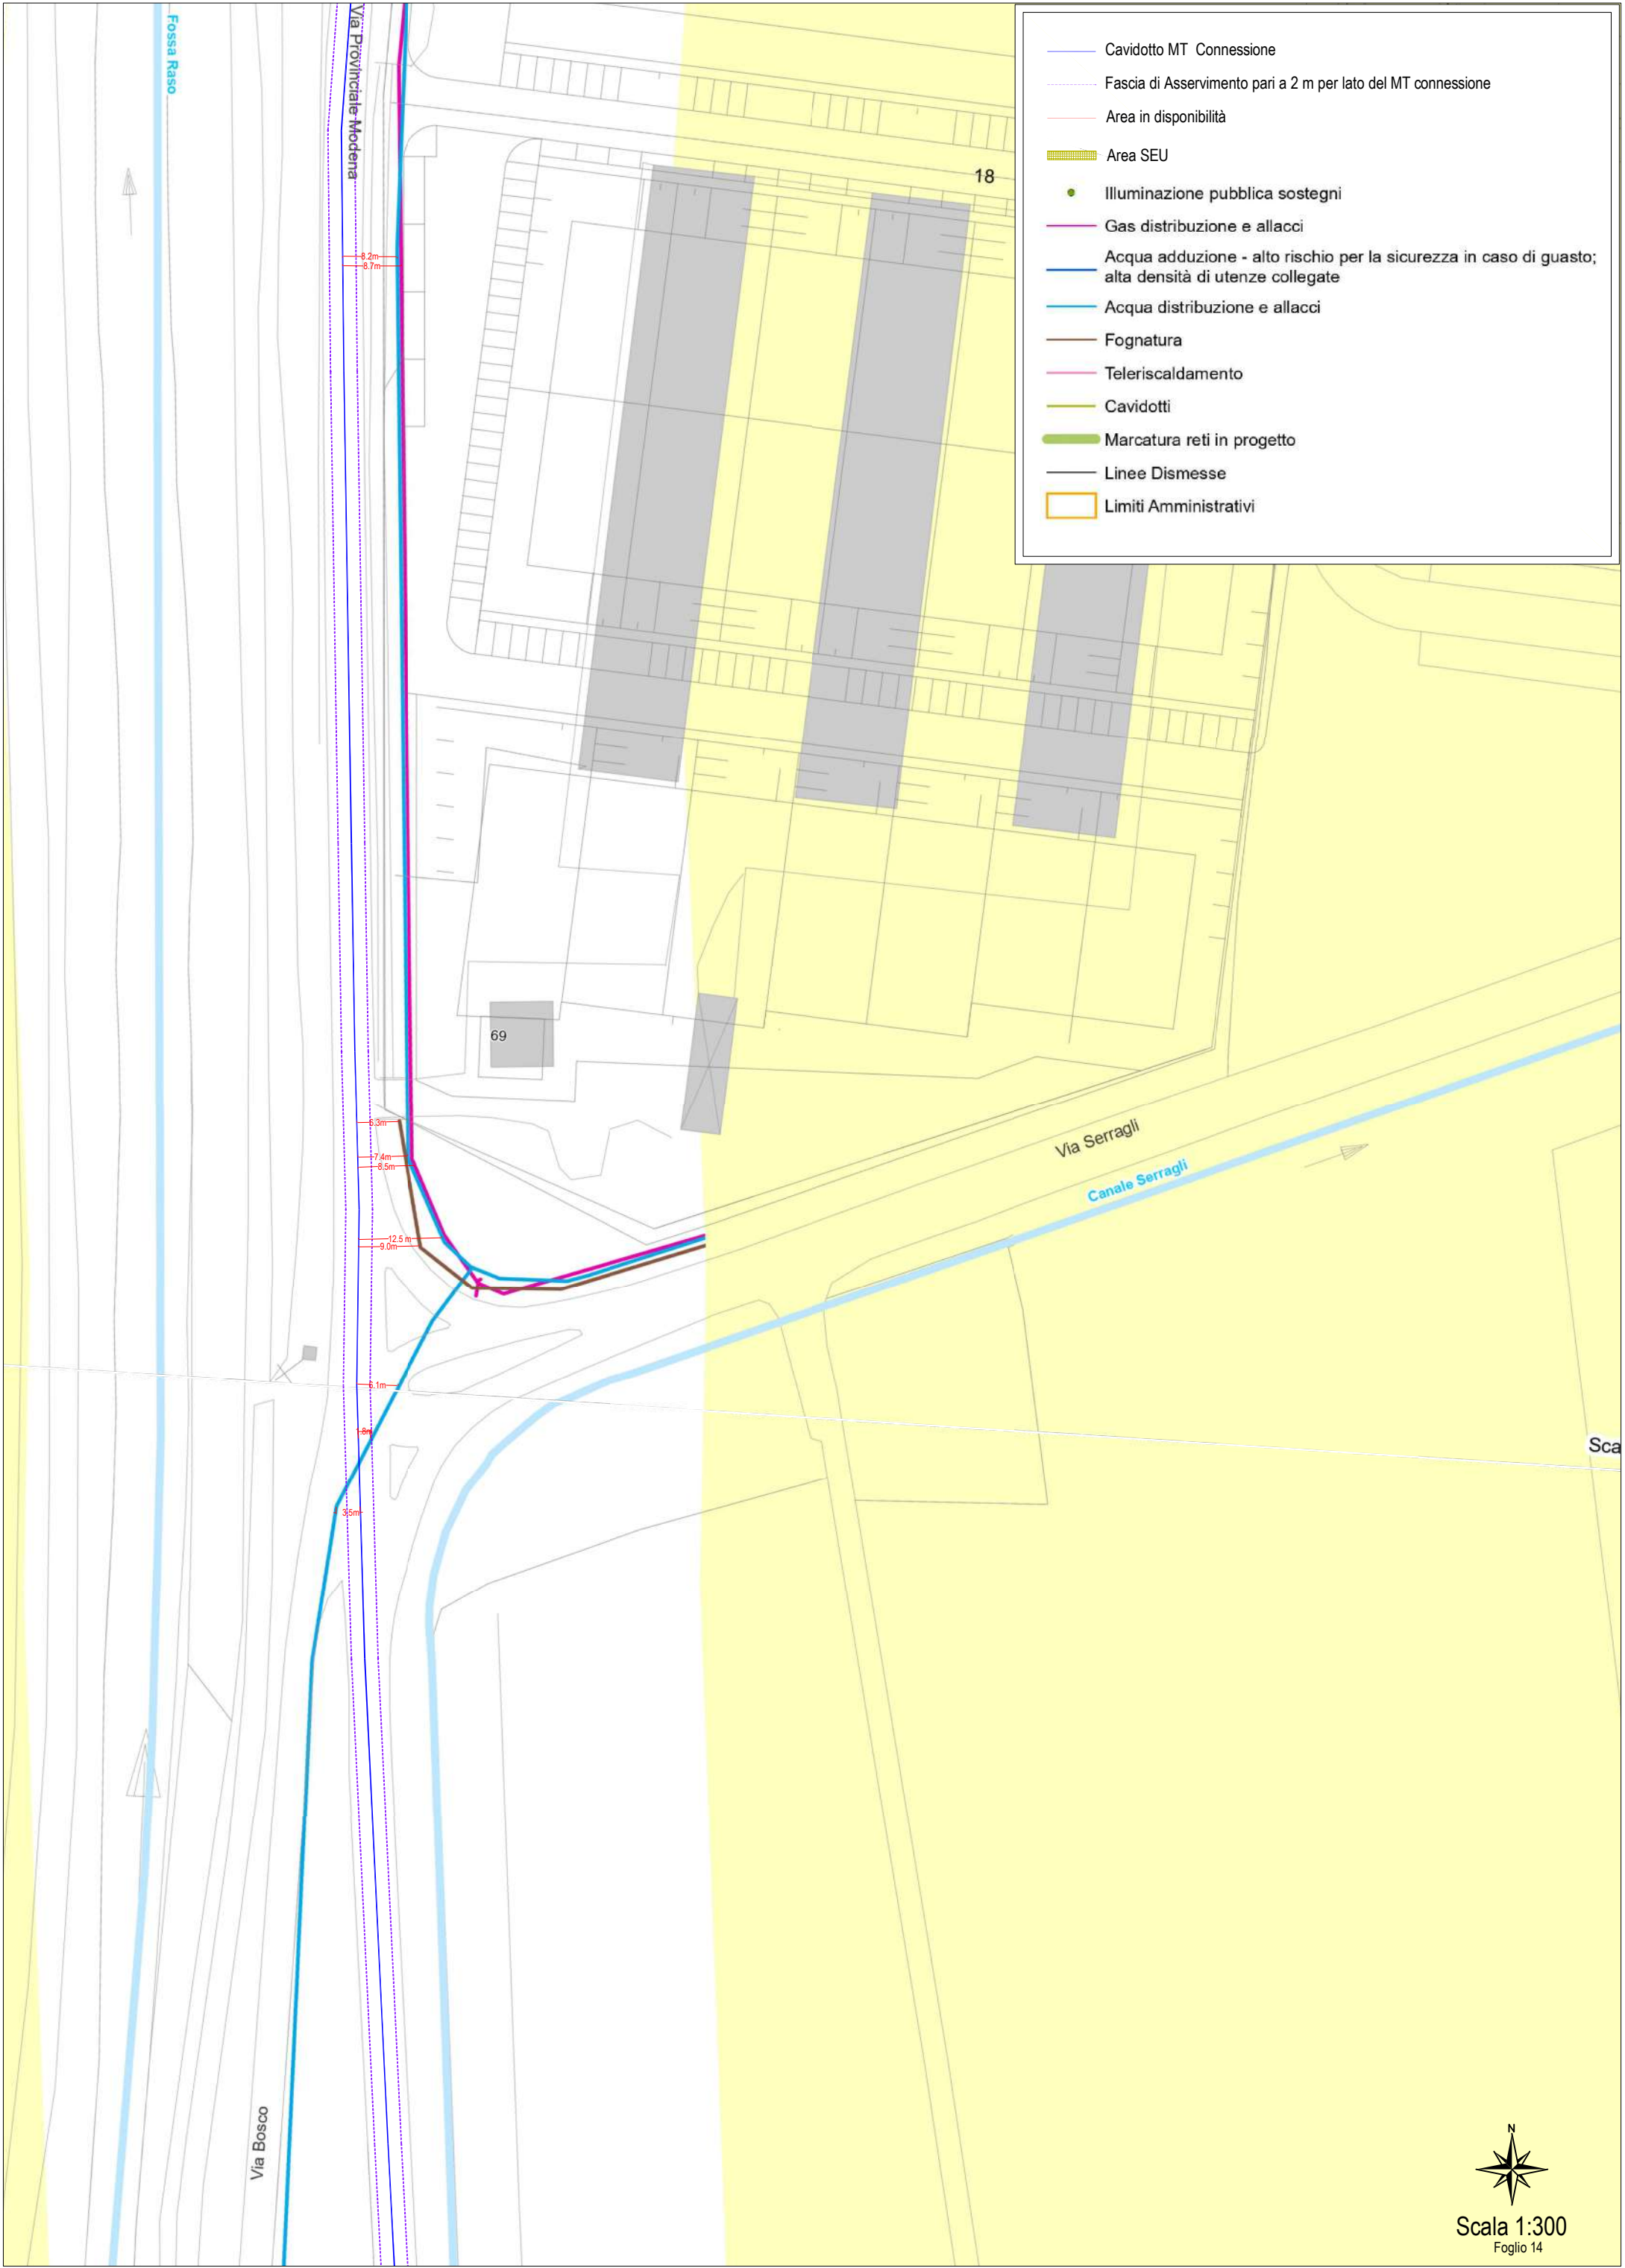 Fossa Raso
Via Provinciale Modena
Cavidotto MT Connessione
Fascia di Asservimento pari a 2 m per lato del MT connessione
Area in disponibilità
Area SEU
Illuminazione pubblica sostegni
Gas distribuzione e allacci
Acqua adduzione - alto rischio per la sicurezza in caso di guasto;
alta densità di utenze collegate
Acqua distribuzione e allacci
Fognatura
Teleriscaldamento
Cavidotti
Marcatura reti in progetto
Linee Dismesse
Limiti Amministrativi
18
8.2m
8.7m
69
7.4m
8.5m
Via Serragli
Canale Serragli
12.5 m
9.0m
Sca
3.5m
Via Bosco
N
Scala 1:300
Foglio 14